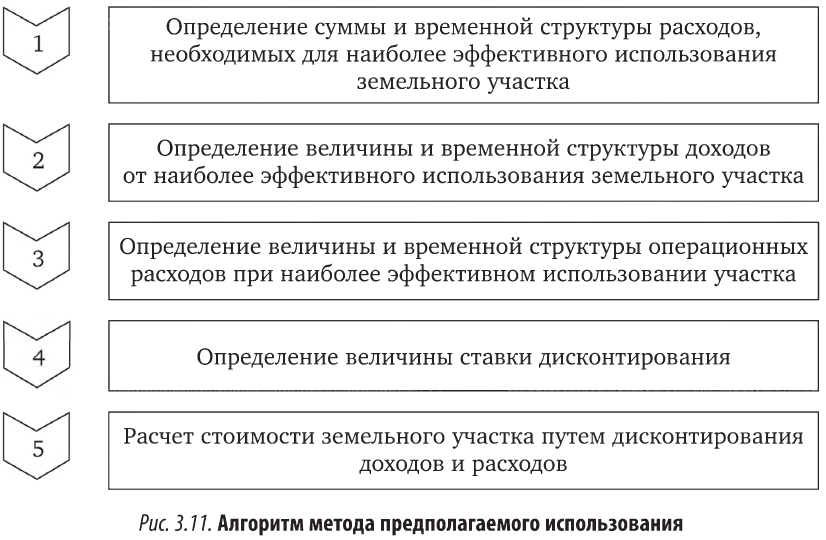 1
Определение суммы и временной структуры расходов,
необходимых для наиболее эффективного использования
земельного участка
2
Определение величины и временной структуры доходов
от наиболее эффективного использования земельного участка
3
Определение величины и временной структуры операционных
расходов при наиболее эффективном использовании участка
4
Определение величины ставки дисконтирования
5
Расчет стоимости земельного участка путем дисконтирования
доходов и расходов
Рис. 3.11. Алгоритм метода предполагаемого использования